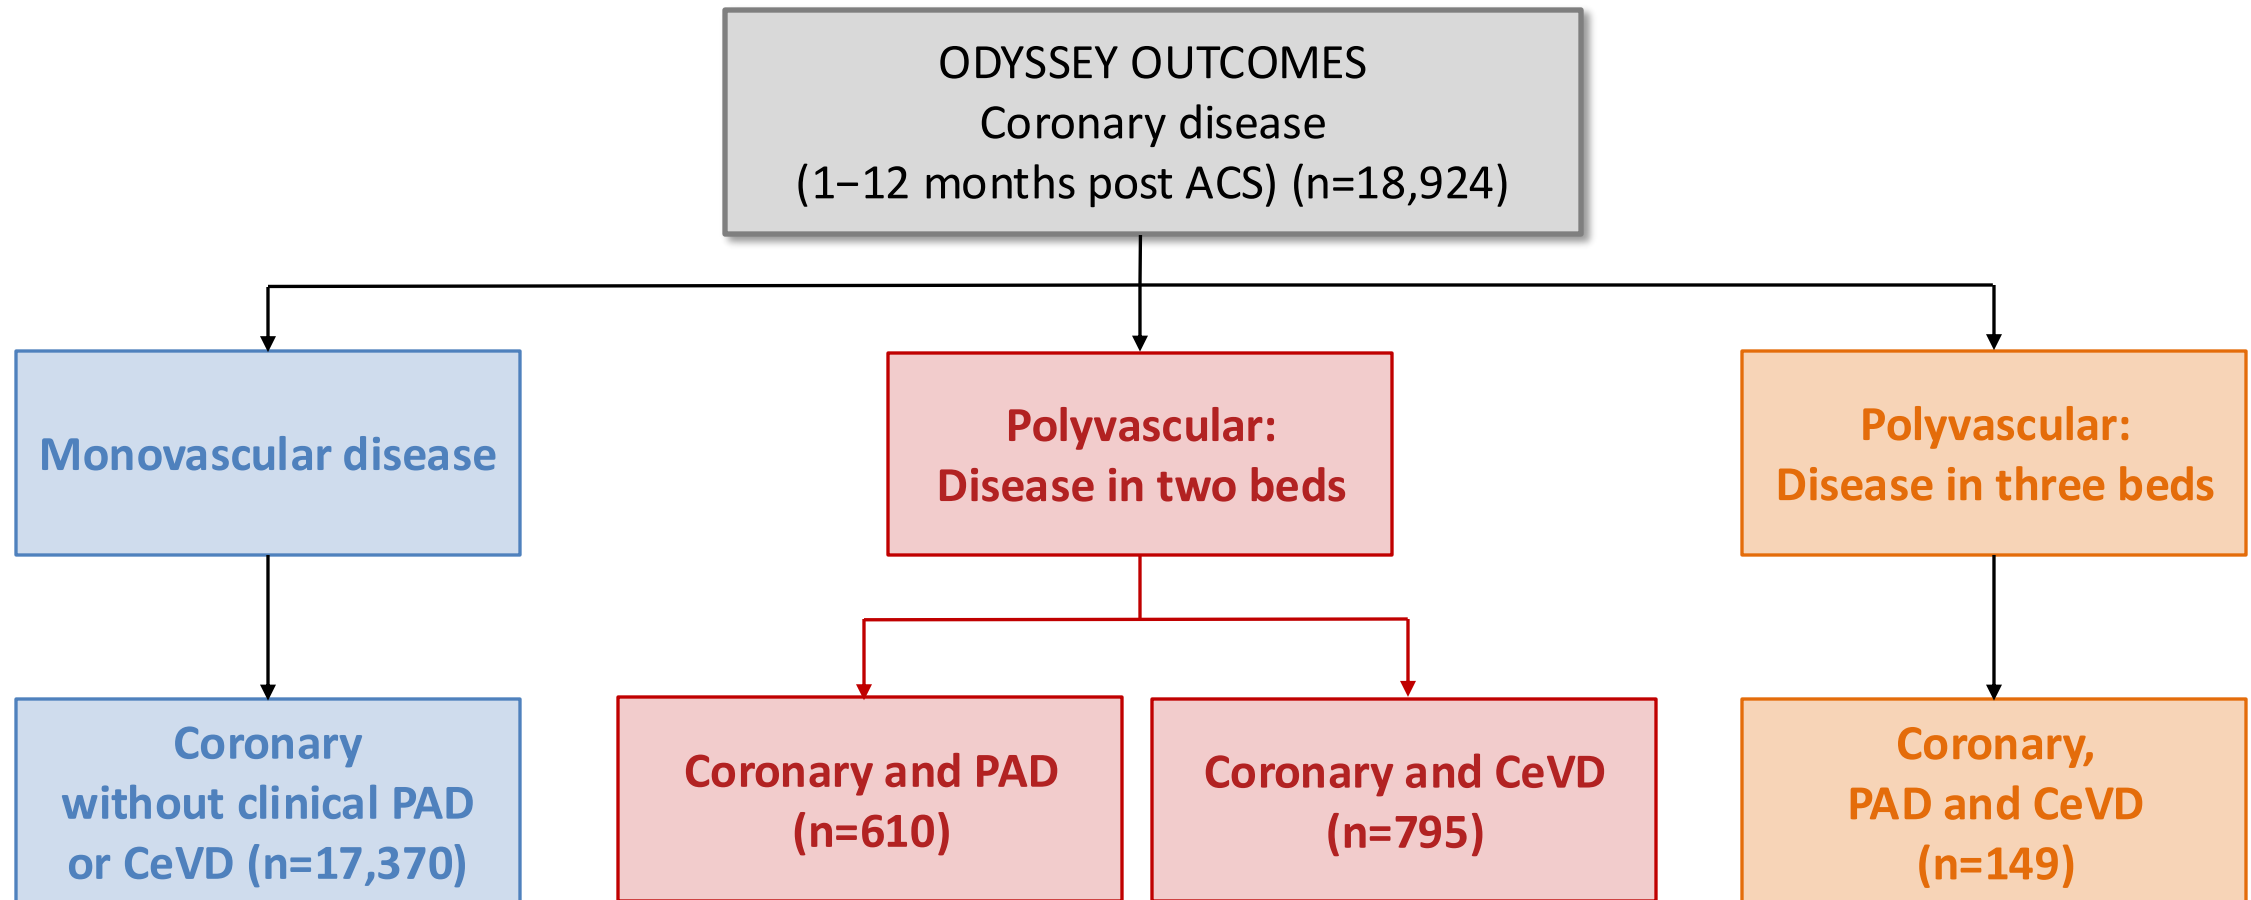 ODYSSEY OUTCOMES
Coronary disease
(1–12 months post ACS) (n=18,924)
Monovascular disease
Polyvascular:
Disease in two beds
Polyvascular:
Disease in three beds
Coronary
without clinical PAD
or CeVD (n=17,370)
Coronary and PAD
(n=610)
Coronary and CeVD
(n=795)
Coronary,
PAD and CeVD
(n=149)